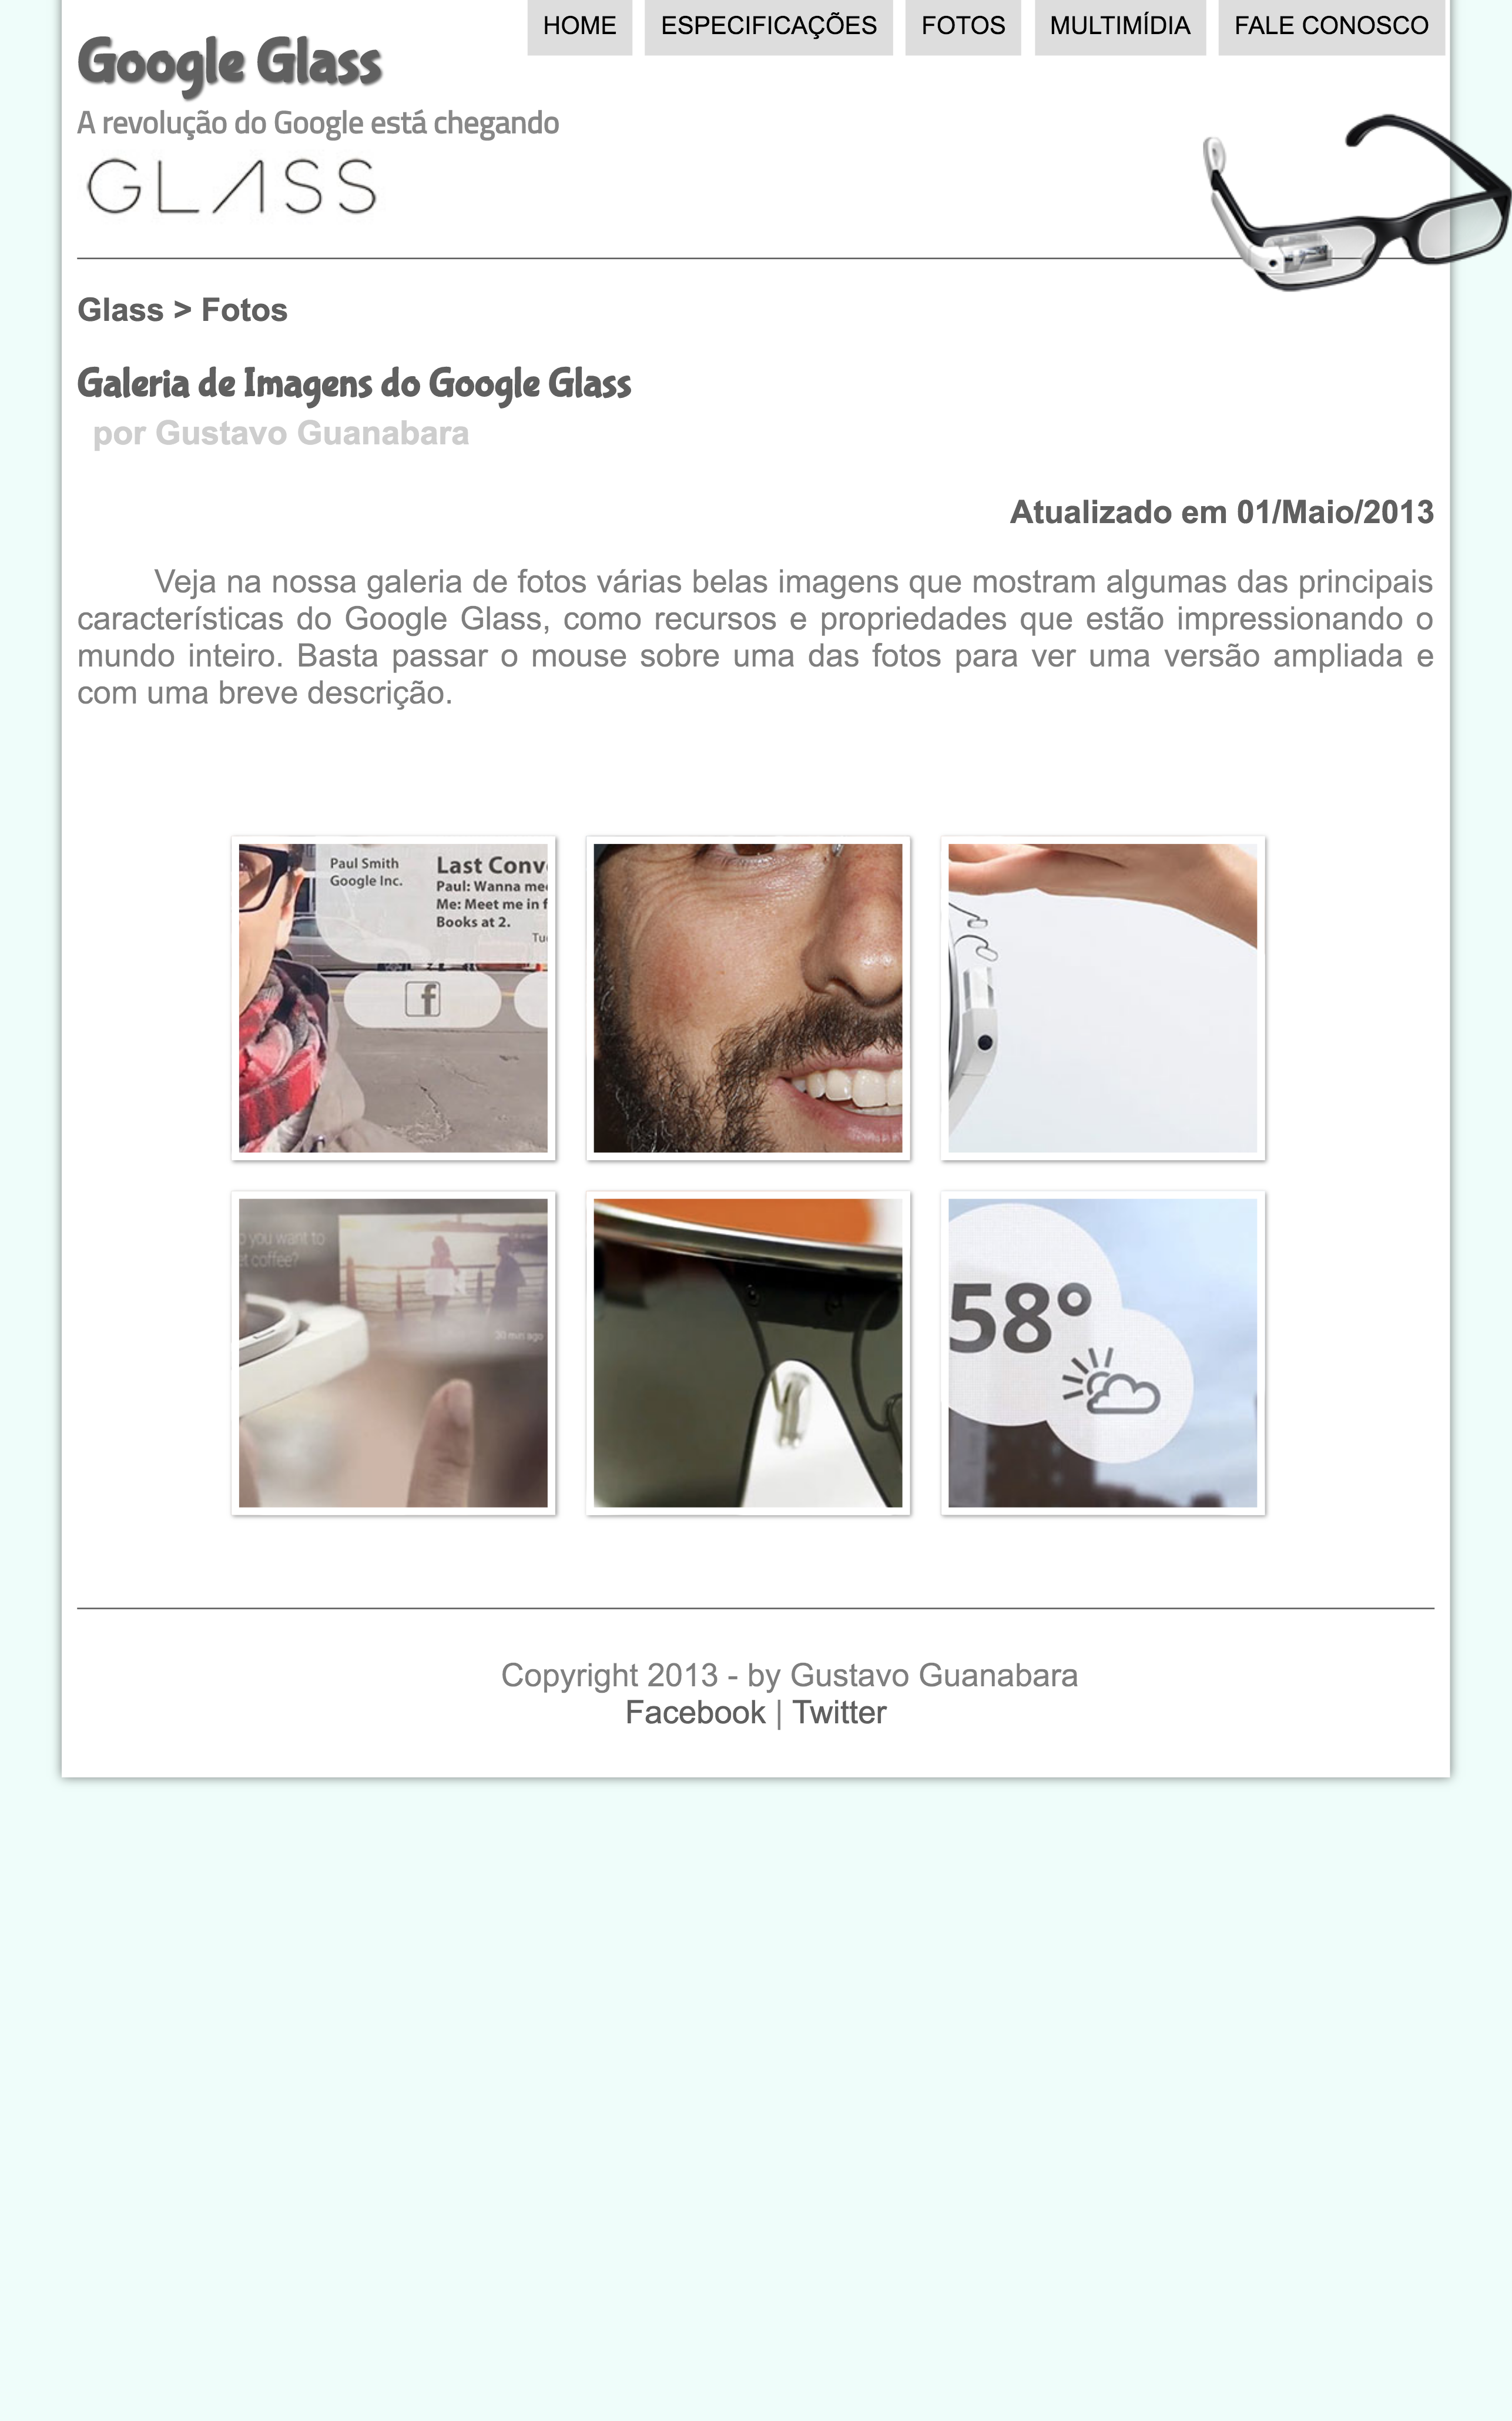 HOME ESPECIFICAÇÕES FOTOS MULTIMÍDIA FALE CONOSCO
Google Glass
A revolução do Google está chegando
GLASS
Glass > Fotos
Galeria de Imagens do Google Glass
por Gustavo Guanabara
Atualizado em 01/Maio/2013
Veja na nossa galeria de fotos várias belas imagens que mostram algumas das principais
características do Google Glass, como recursos e propriedades que estão impressionando o
mundo inteiro. Basta passar o mouse sobre uma das fotos para ver uma versão ampliada e
com uma breve descrição.
Paul Smith
Google Inc.
Last
Paul: Wanna
Me: Meet me in
Books at 2.
f
you want to
coffee?
30 min ago
58°
Copyright 2013 - by Gustavo Guanabara
Facebook | Twitter